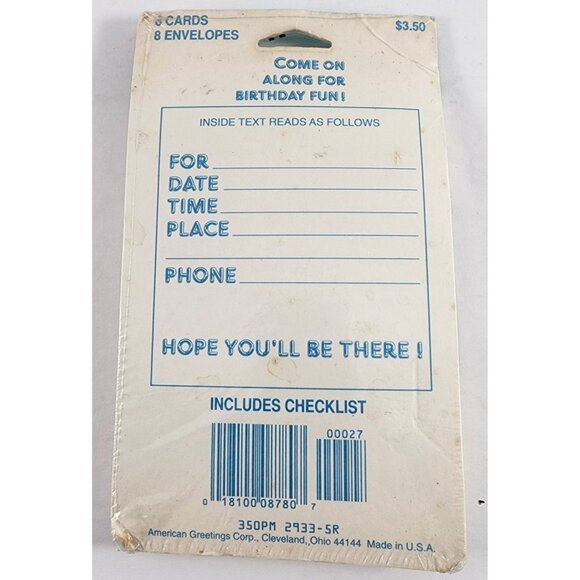 8 CARDS
8 ENVELOPES
$3.50
COME ON
ALONG FOR
BIRTHDAY FUN!
INSIDE TEXT READS AS FOLLOWS
FOR
DATE
TIME
PLACE
PHONE
HOPE YOU'LL BE THERE!
INCLUDES CHECKLIST
00027
0 18100 08780 7
350PM 2933-5R
American Greetings Corp., Cleveland, Ohio 44144 Made in U.S.A.